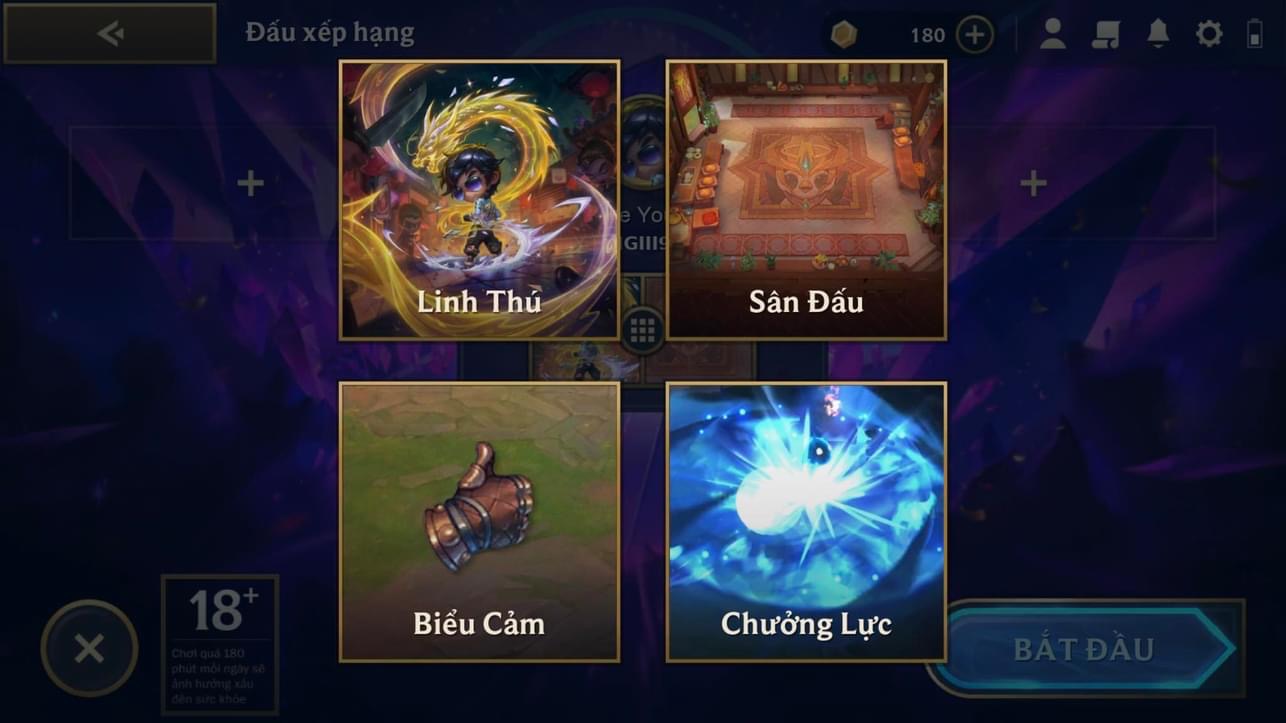 Đấu xếp hạng
180
Linh Thú
Sân Đấu
Biểu Cảm
Chưởng Lực
18+
Chơi quá 180
phút mỗi ngày sẽ
ảnh hưởng xấu
đến sức khỏe
BẮT ĐẦU